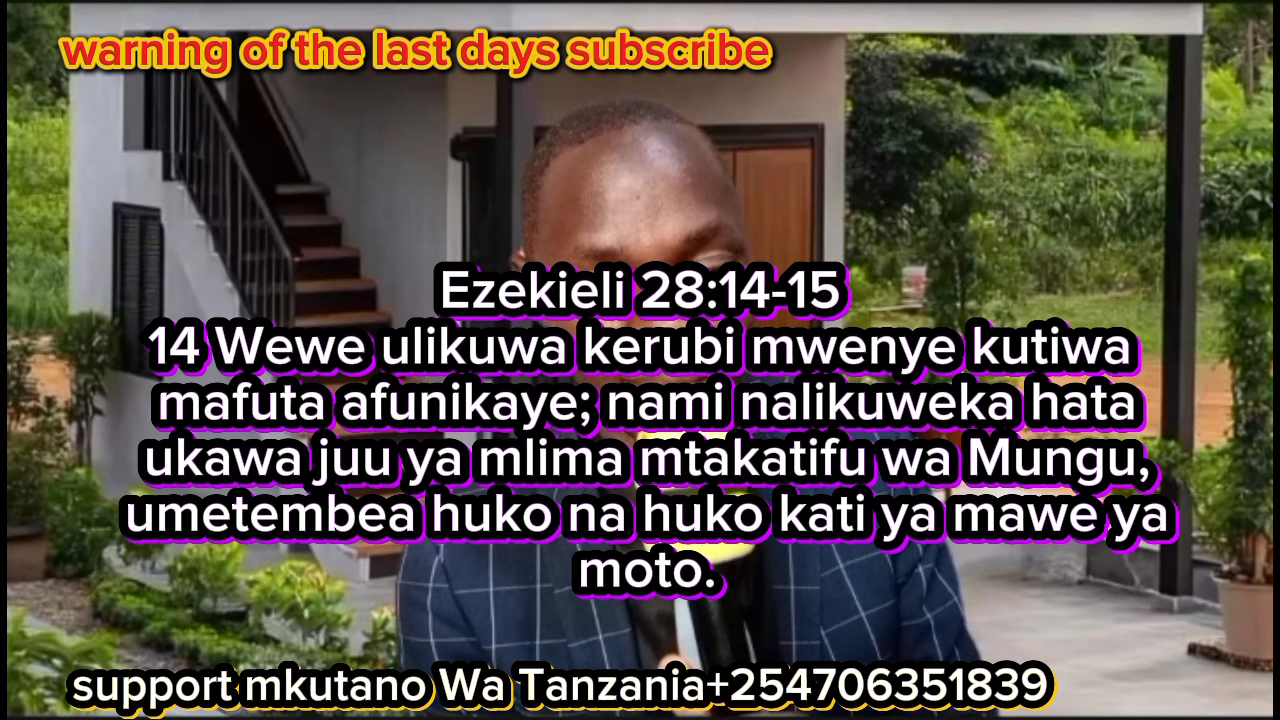 warning of the last days subscribe
Ezekieli 28:14-15
14 Wewe ulikuwa kerubi mwenye kutiwa
mafuta afunikaye; nami nalikuweka hata
ukawa juu ya mlima mtakatifu wa Mungu,
umetembea huko na huko kati ya mawe ya
moto.
support mkutano Wa Tanzania+254706351839